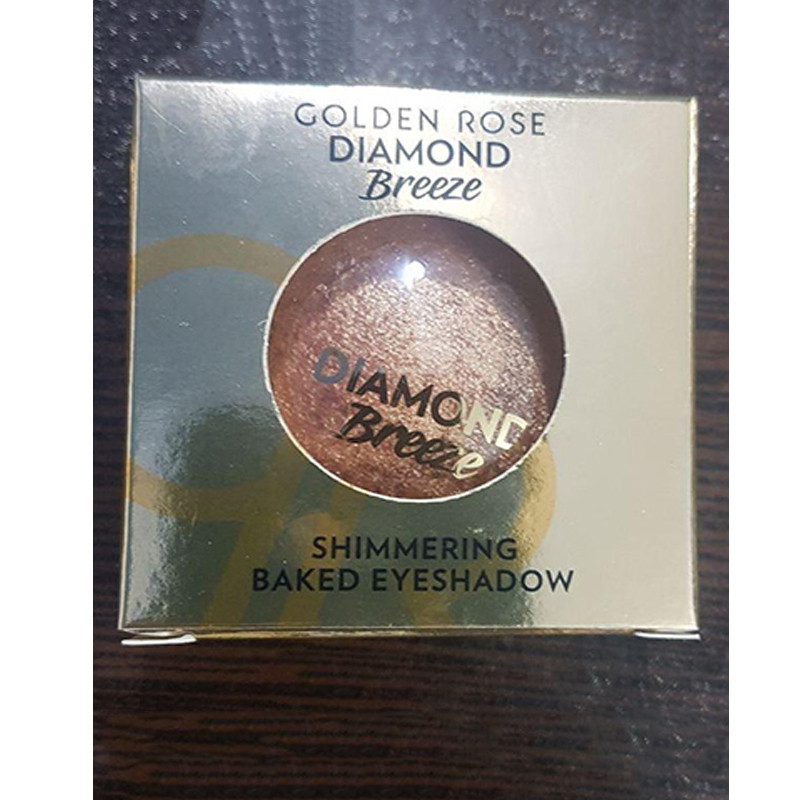 GOLDEN ROSE
DIAMOND
Breeze
DIAMOND
Breeze
SHIMMERING
BAKED EYESHADOW